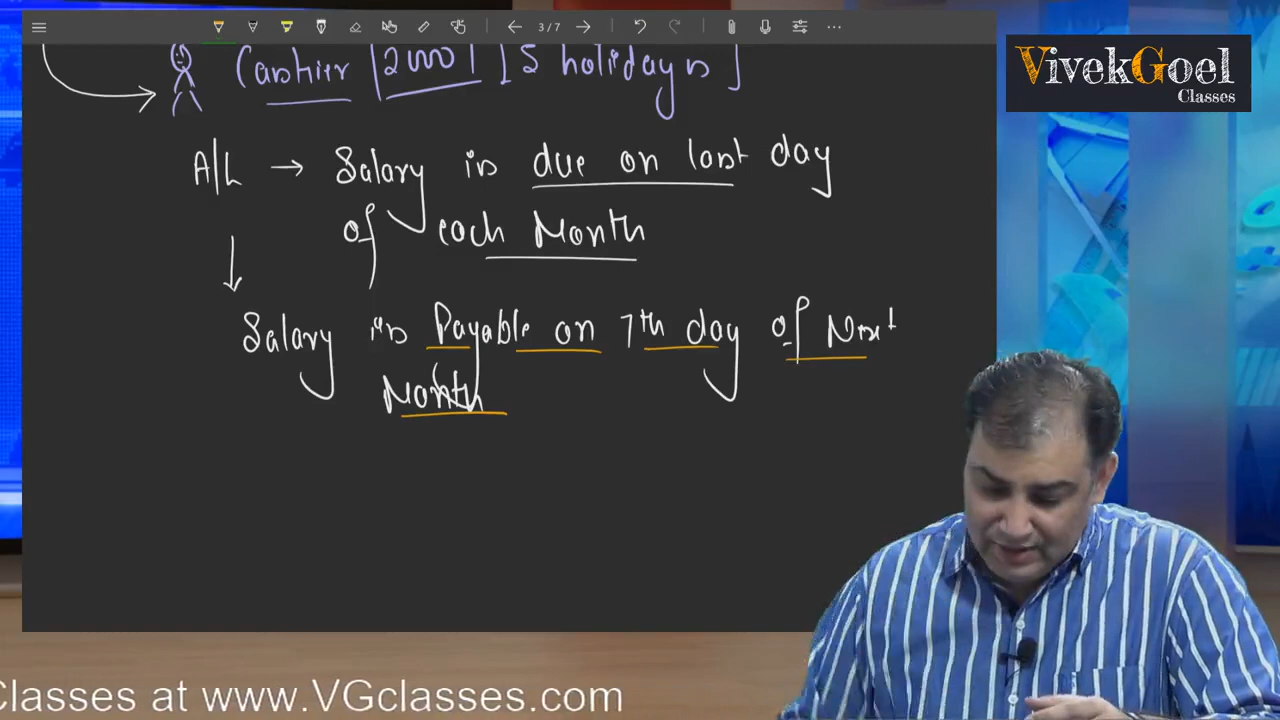 3/7
Cashier | 20001 | 5 holidays ]
VivekGoel
Classes
A/L → Salary is due on last day
of each Month
Salary is Payable on 7th day of Next
Month
Classes at www.VGclasses.com